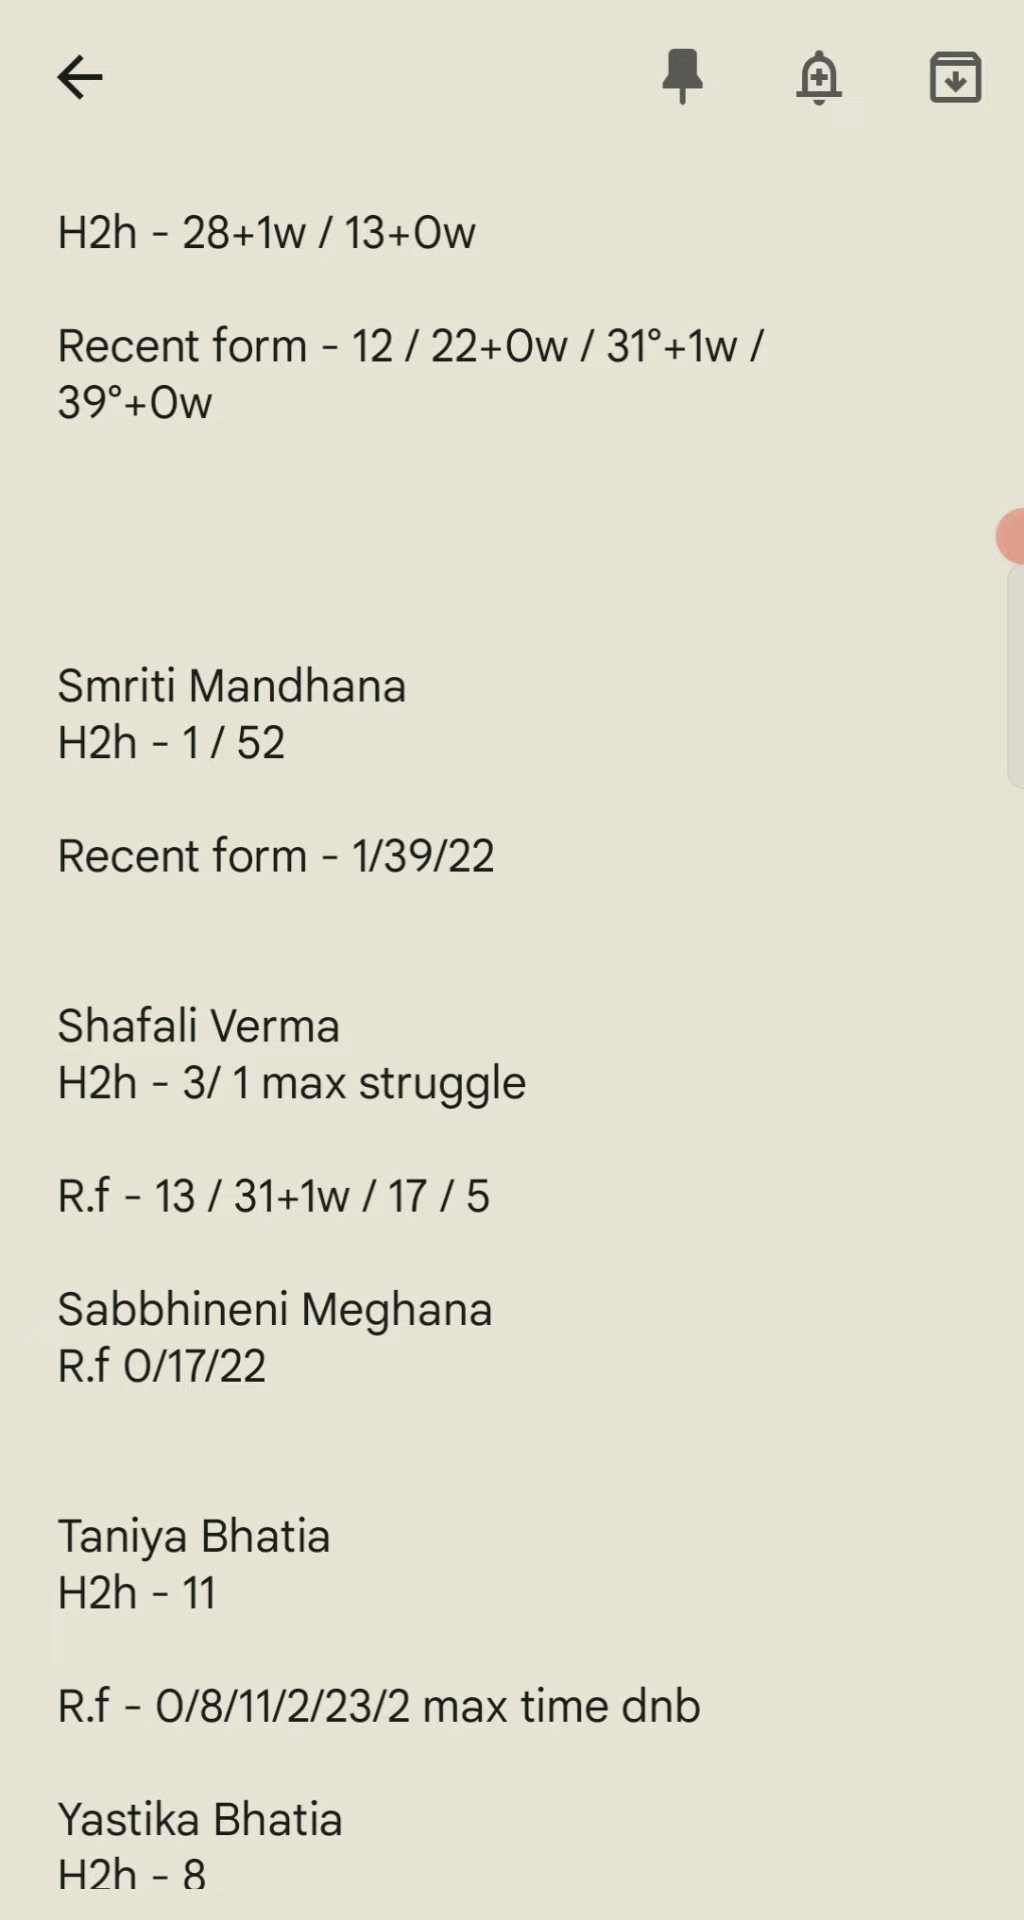 H2h - 28+1w / 13+0w
Recent form - 12 / 22+0w / 31°+1w /
39°+0w
Smriti Mandhana
H2h - 1 / 52
Recent form - 1/39/22
Shafali Verma
H2h - 3/ 1 max struggle
R.f - 13 / 31+1w / 17 / 5
Sabbhineni Meghana
R.f 0/17/22
Taniya Bhatia
H2h - 11
R.f - 0/8/11/2/23/2 max time dnb
Yastika Bhatia
H2h - 8